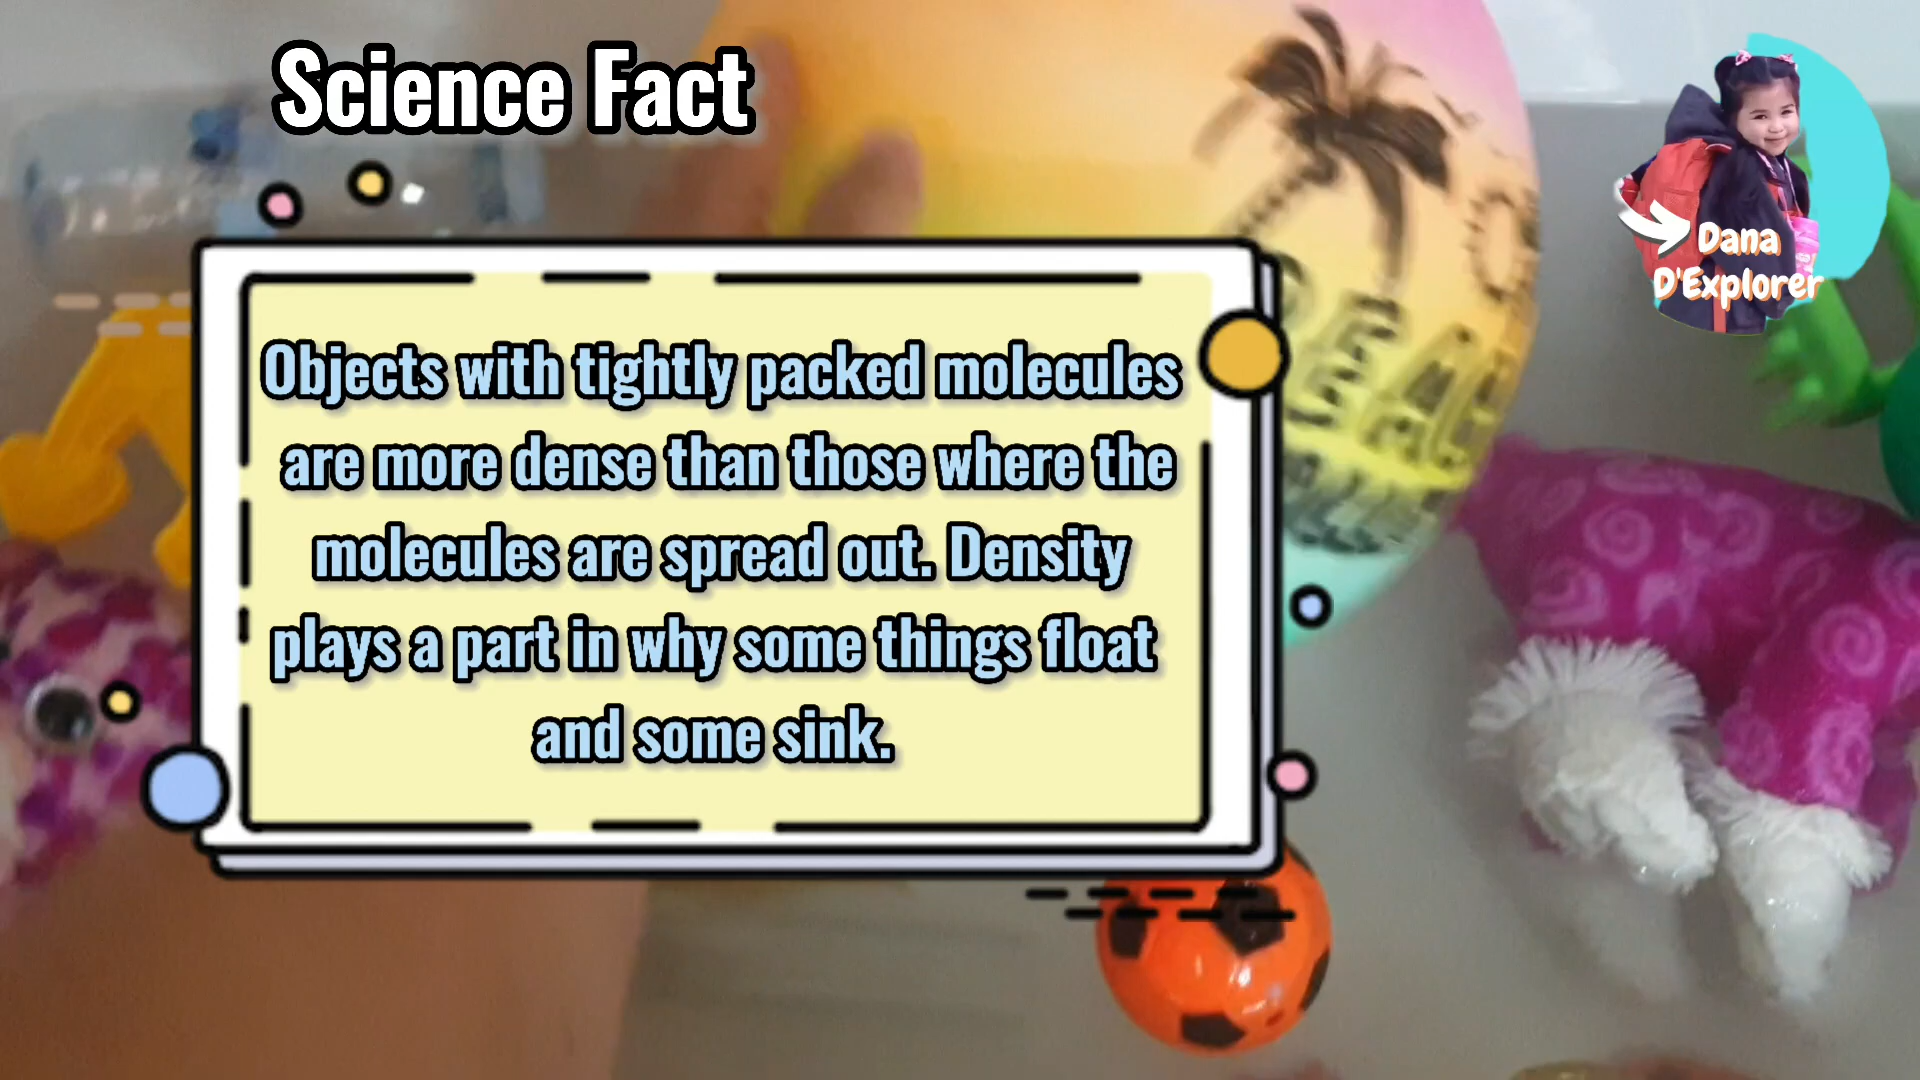 Science Fact
Dana
D'Explorer
Objects with tightly packed molecules
are more dense than those where the
molecules are spread out. Density
plays a part in why some things float
and some sink.